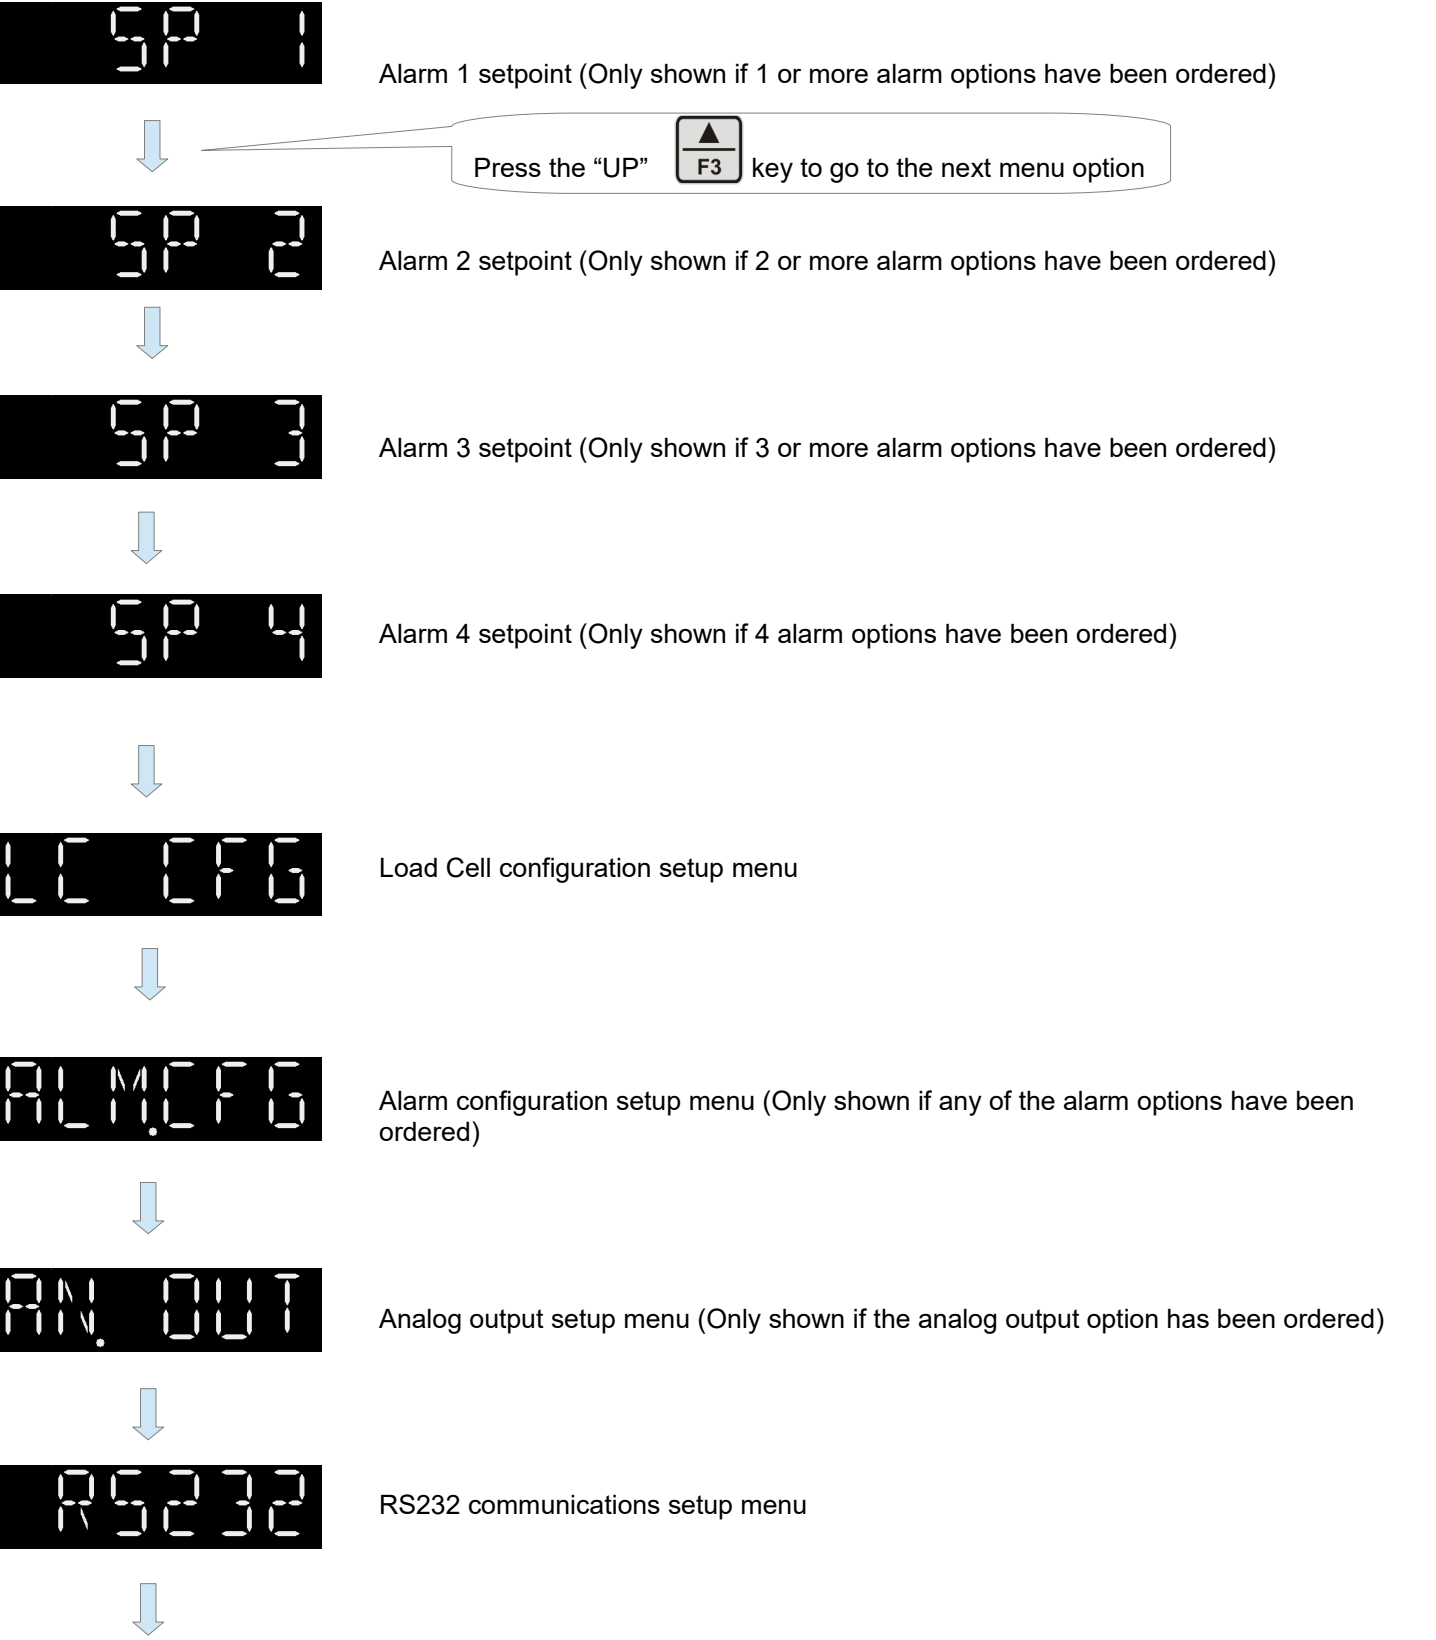 SP 1
Alarm 1 setpoint (Only shown if 1 or more alarm options have been ordered)
Press the “UP” ▲ F3 key to go to the next menu option
SP 2
Alarm 2 setpoint (Only shown if 2 or more alarm options have been ordered)
SP 3
Alarm 3 setpoint (Only shown if 3 or more alarm options have been ordered)
SP 4
Alarm 4 setpoint (Only shown if 4 alarm options have been ordered)
LC CFG
Load Cell configuration setup menu
ALM.CFG
Alarm configuration setup menu (Only shown if any of the alarm options have been
ordered)
AN. OUT
Analog output setup menu (Only shown if the analog output option has been ordered)
RS232
RS232 communications setup menu